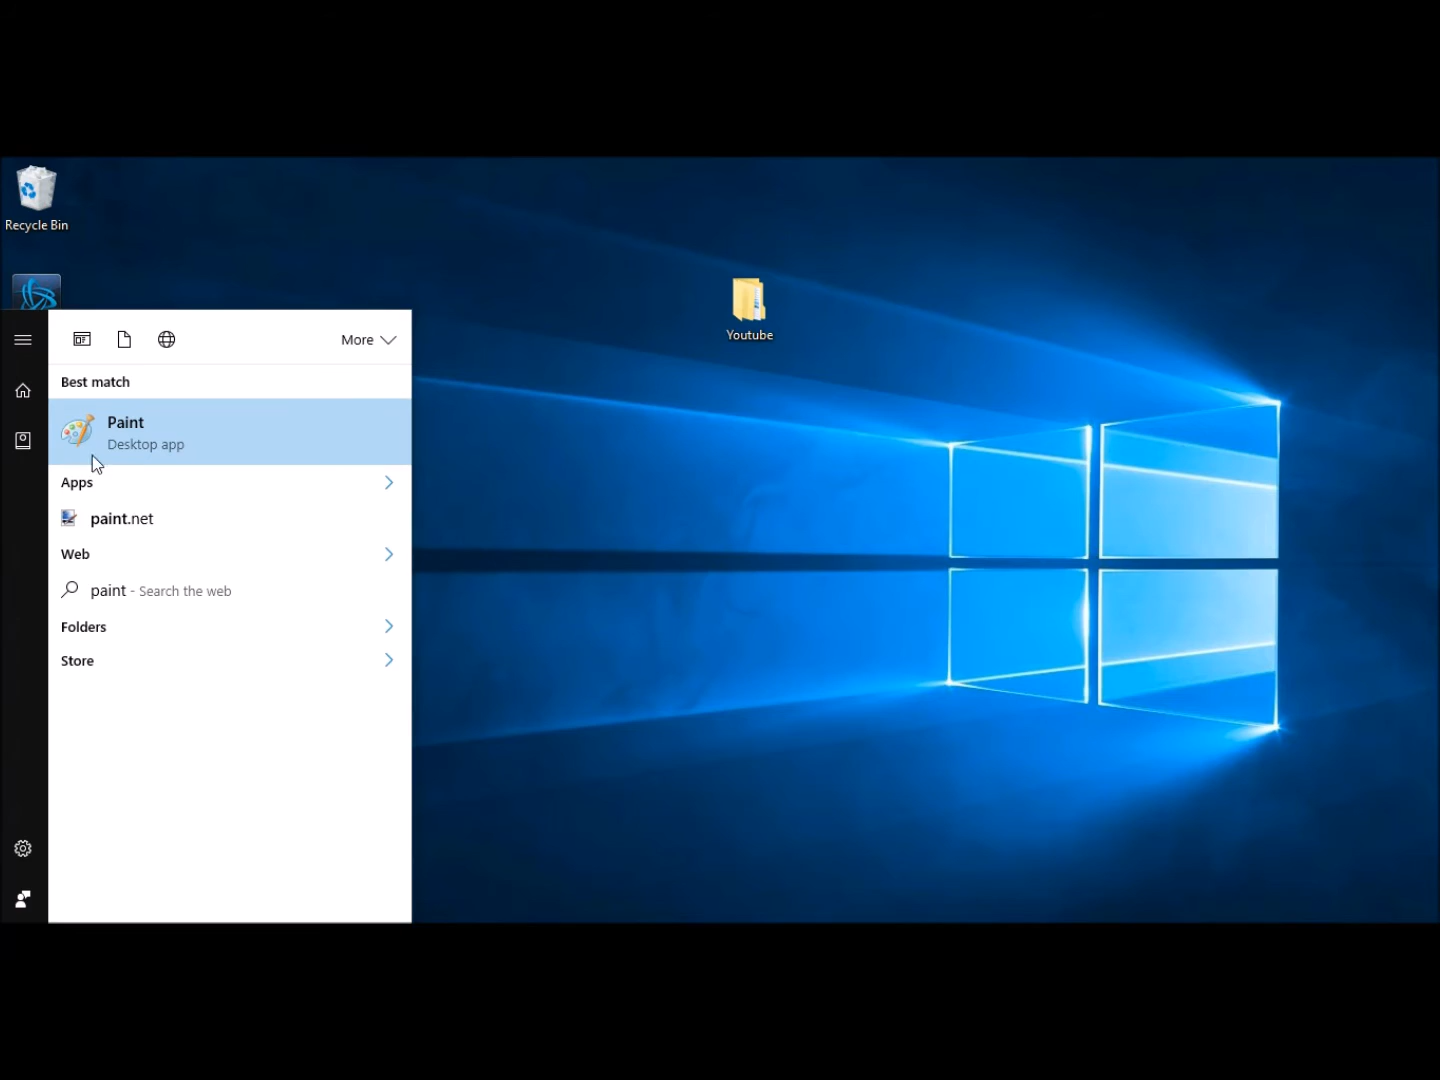 Recycle Bin
Youtube
More
Best match
Paint
Desktop app
Apps
paint.net
Web
paint - Search the web
Folders
Store